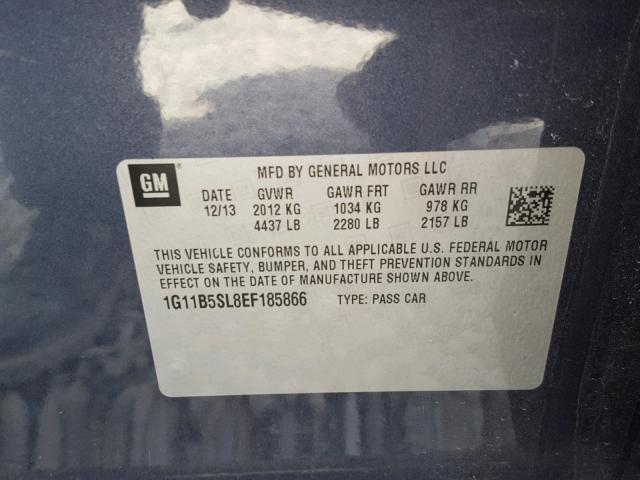 GM
MFD BY GENERAL MOTORS LLC
DATE GVWR GAWR FRT GAWR RR
12/13 2012 KG 1034 KG 978 KG
4437 LB 2280 LB 2157 LB
THIS VEHICLE CONFORMS TO ALL APPLICABLE U.S. FEDERAL MOTOR
VEHICLE SAFETY, BUMPER, AND THEFT PREVENTION STANDARDS IN
EFFECT ON THE DATE OF MANUFACTURE SHOWN ABOVE.
1G11B5SL8EF185866 TYPE: PASS CAR